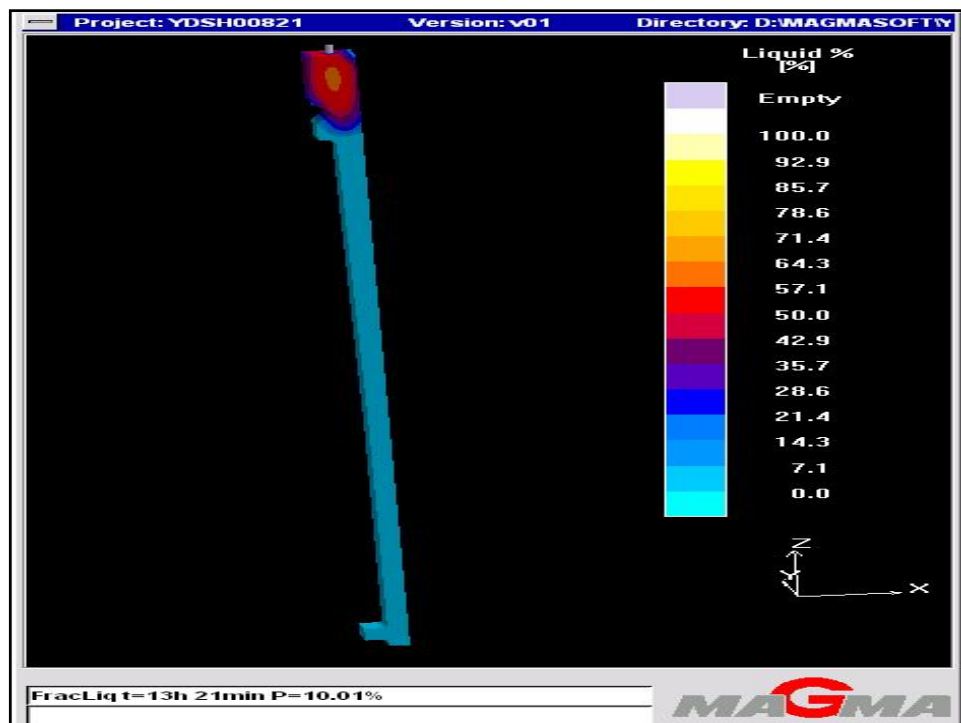 Project: YDSH00821 Version: v01 Directory: D:\MAGMASOFT\Y
Liquid %
[%]
Empty
100.0
92.9
85.7
78.6
71.4
64.3
57.1
50.0
42.9
35.7
28.6
21.4
14.3
7.1
0.0
Z
Y
X
FracLiq t=13h 21min P=10.01%
MAGMA